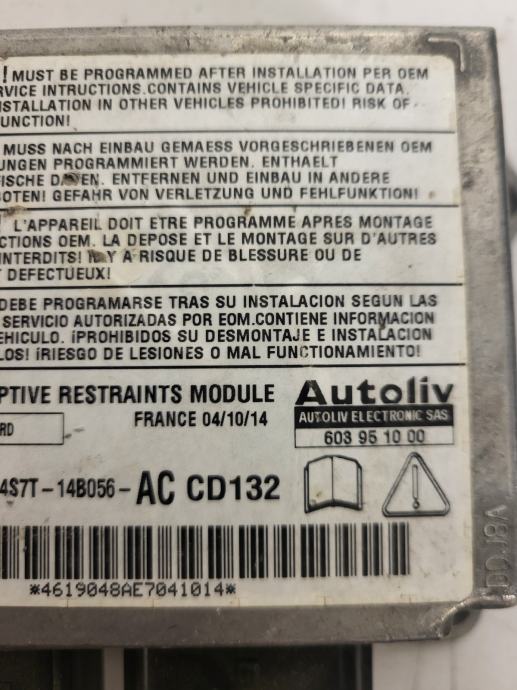 ! MUST BE PROGRAMMED AFTER INSTALLATION PER OEM
RVICE INTRUCTIONS.CONTAINS VEHICLE SPECIFIC DATA.
NSTALLATION IN OTHER VEHICLES PROHIBITED! RISK OF
FUNCTION!
MUSS NACH EINBAU GEMAESS VORGESCHRIEBENEN OEM
UNGEN PROGRAMMIERT WERDEN. ENTHAELT
FISCHE DATEN. ENTFERNEN UND EINBAU IN ANDERE
BOTEN! GEFAHR VON VERLETZUNG UND FEHLFUNKTION!
L'APPAREIL DOIT ETRE PROGRAMME APRES MONTAGE
CTIONS OEM. LA DEPOSE ET LE MONTAGE SUR D'AUTRES
INTERDITS! IL Y A RISQUE DE BLESSURE OU DE
T DEFECTUEUX!
DEBE PROGRAMARSE TRAS SU INSTALACION SEGUN LAS
SERVICIO AUTORIZADAS POR EOM.CONTIENE INFORMACION
VEHICULO. ¡PROHIBIDOS SU DESMONTAJE E INSTALACION
LOS! ¡RIESGO DE LESIONES O MAL FUNCTIONAMIENTO!
PTIVE RESTRAINTS MODULE
Autoliv
RD
FRANCE 04/10/14
AUTOLIV ELECTRONIC SAS
603 95 10 00
4S7T-14B056-AC CD132
*4619048AE7041014*